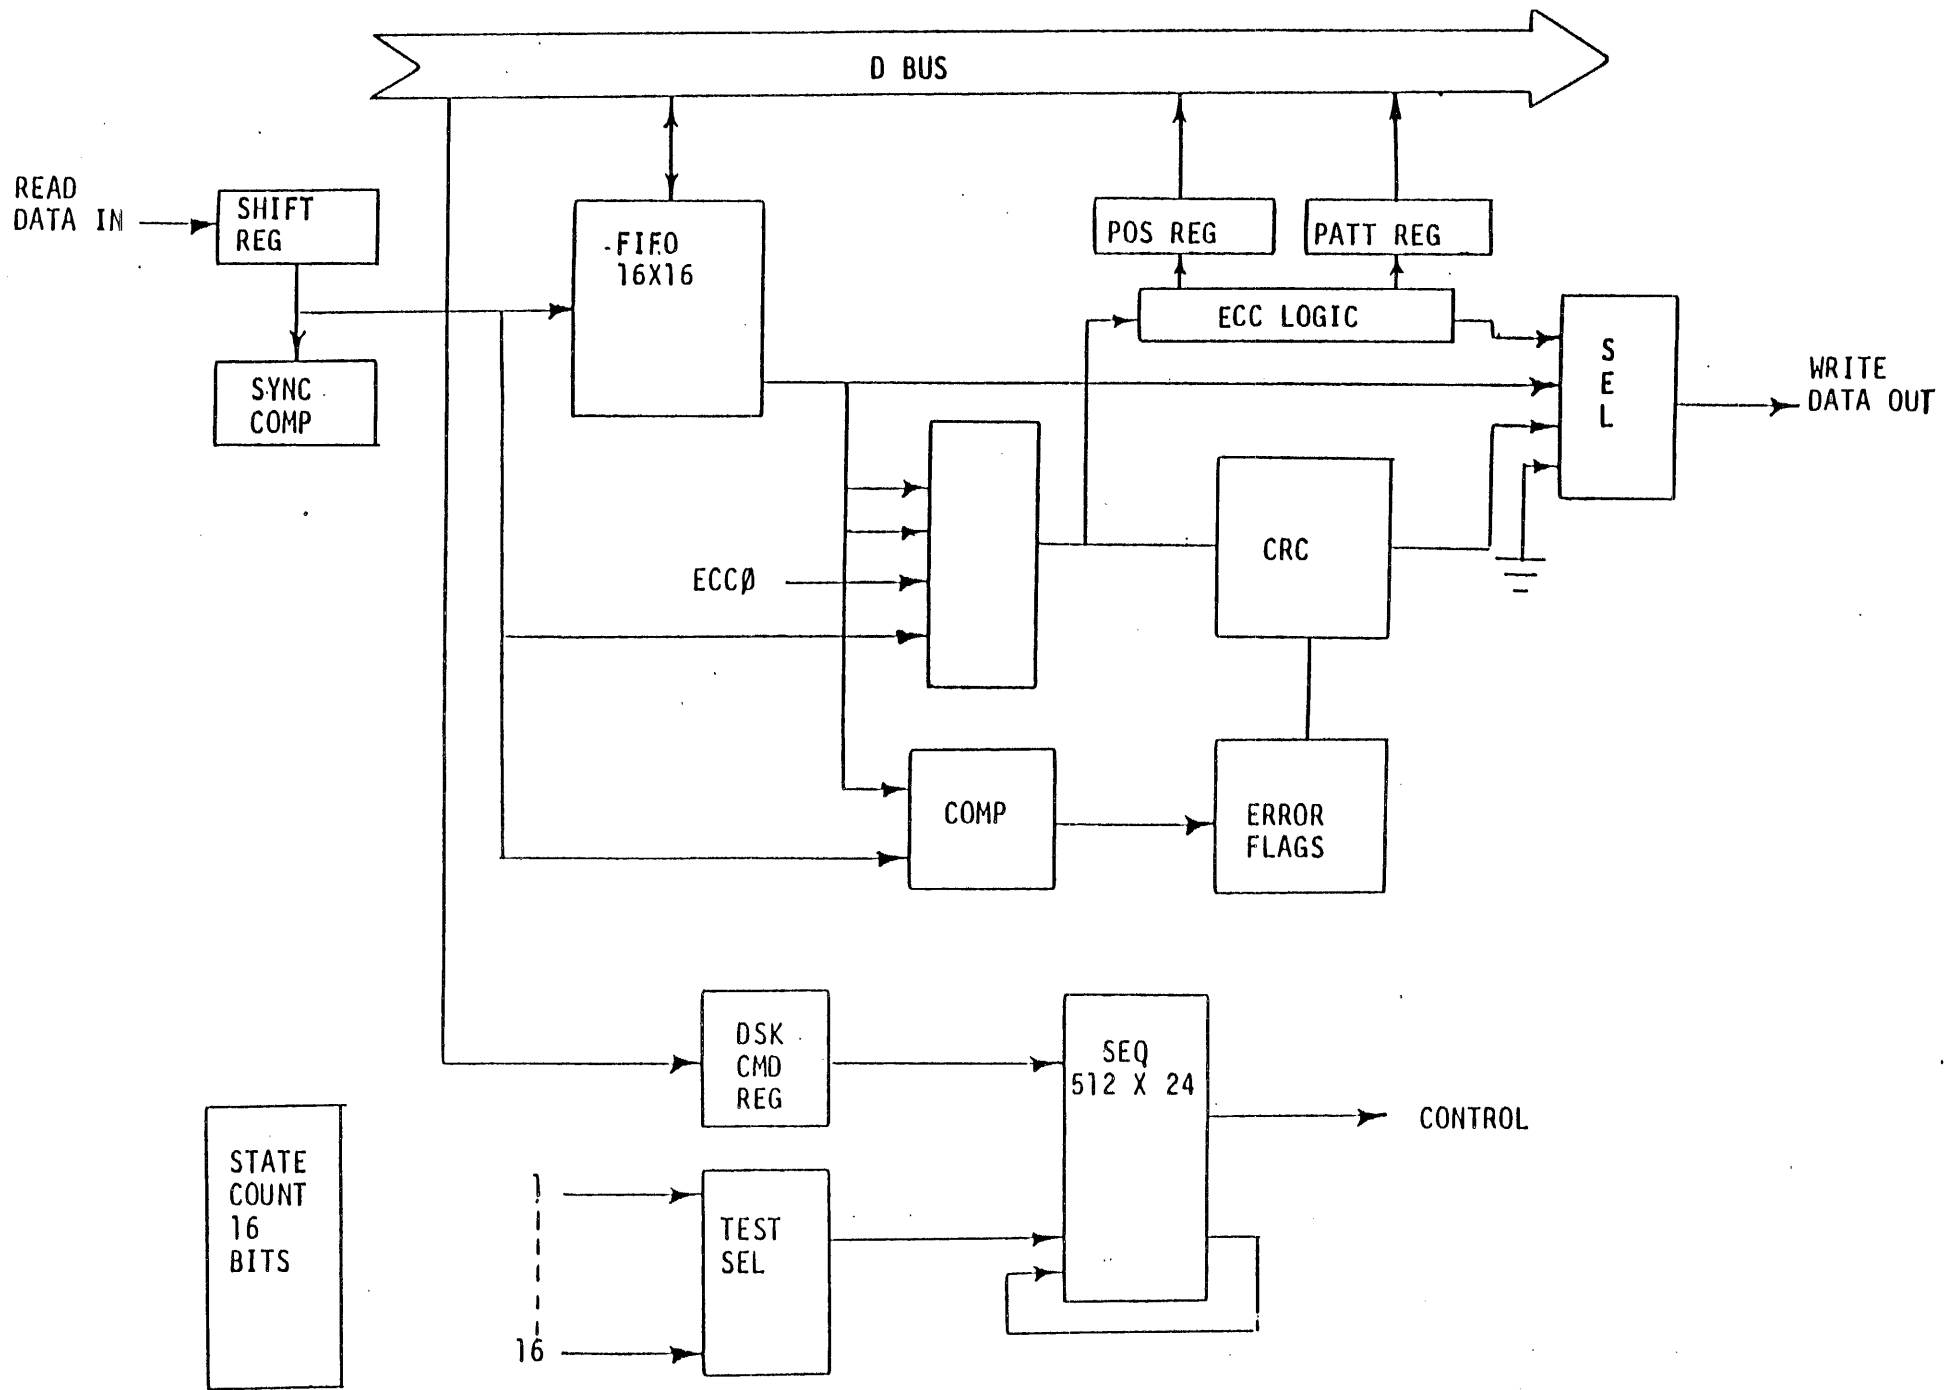 D BUS
READ
DATA IN
SHIFT
REG
SYNC
COMP
FIFO
16X16
POS REG
PATT REG
ECC LOGIC
S
E
L
WRITE
DATA OUT
ECCØ
CRC
COMP
ERROR
FLAGS
DSK
CMD
REG
SEQ
512 X 24
CONTROL
STATE
COUNT
16
BITS
1
16
TEST
SEL